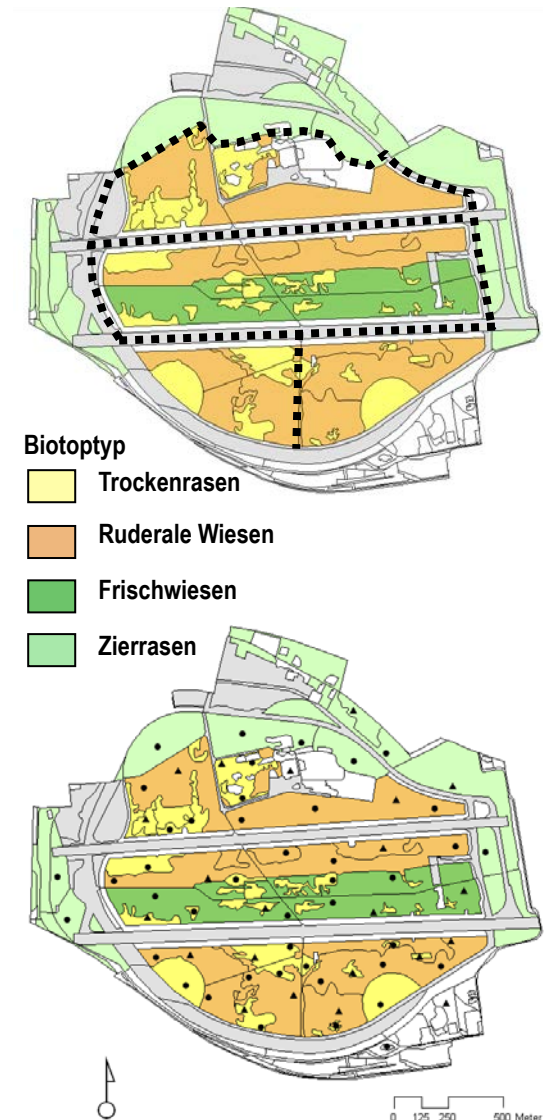 Biotoptyp
Trockenrasen
Ruderale Wiesen
Frischwiesen
Zierrasen
0 125 250 500 Meter